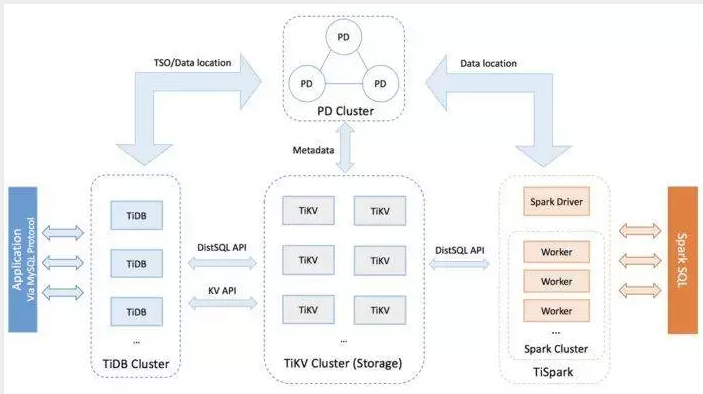 PD
TSO/Data location
Data location
PD
PD
PD Cluster
Metadata
TiDB
TiKV
TiKV
Spark Driver
Application
Via MySQL Protocol
DistSQL API
DistSQL API
Spark SQL
TiDB
TiKV
TiKV
Worker
KV API
Worker
TiDB
TiKV
TiKV
Worker
...
...
...
Spark Cluster
TiDB Cluster
TiKV Cluster (Storage)
TiSpark